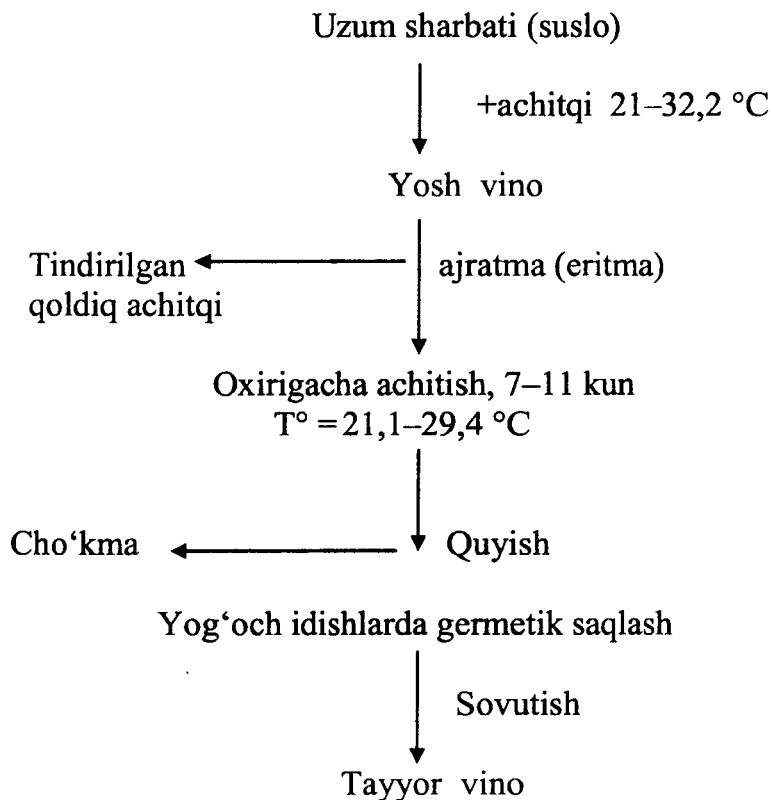 Uzum sharbati (suslo)
+achitqi 21–32,2 °C
Yosh vino
Tindirilgan
qoldiq achitqi
ajratma (eritma)
Oxirigacha achitish, 7–11 kun
T° = 21,1–29,4 °C
Cho‘kma
Quyish
Yog‘och idishlarda germetik saqlash
Sovutish
Tayyor vino